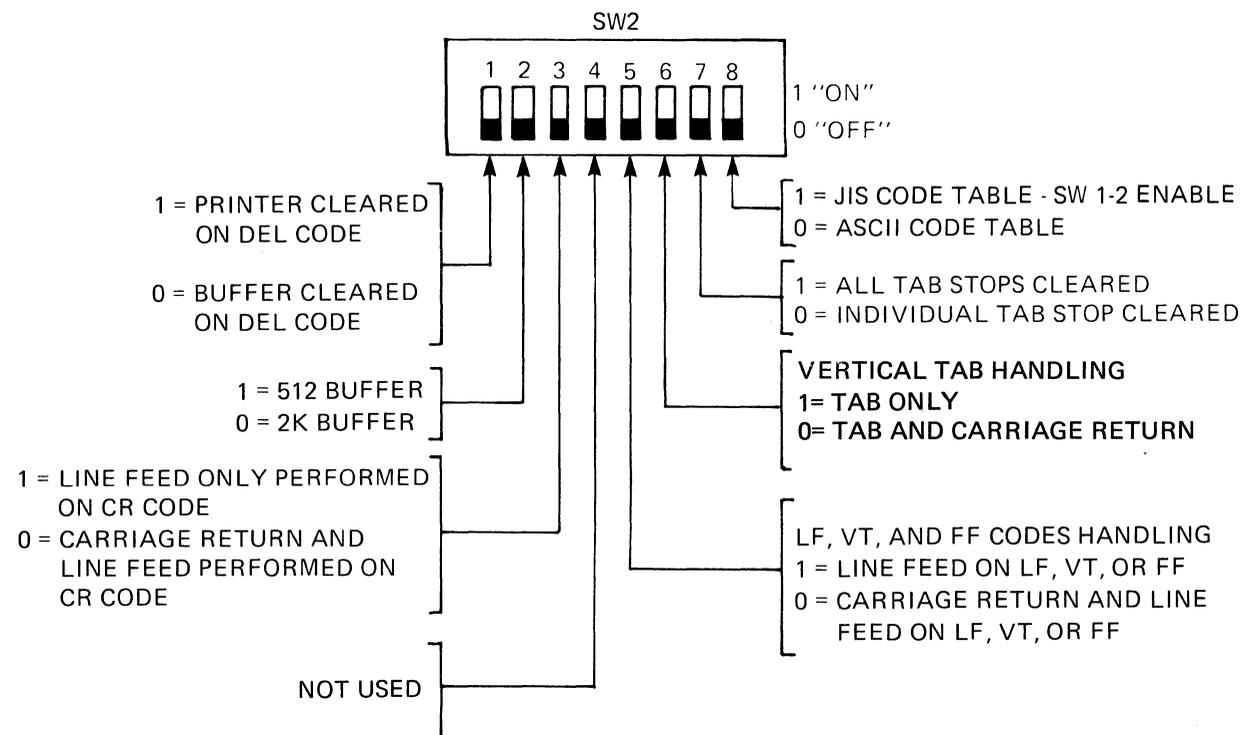 SW2
1 2 3 4 5 6 7 8
1 "ON"
0 "OFF"
1 = PRINTER CLEARED
ON DEL CODE
0 = BUFFER CLEARED
ON DEL CODE
1 = 512 BUFFER
0 = 2K BUFFER
1 = LINE FEED ONLY PERFORMED
ON CR CODE
0 = CARRIAGE RETURN AND
LINE FEED PERFORMED ON
CR CODE
NOT USED
1 = JIS CODE TABLE - SW 1-2 ENABLE
0 = ASCII CODE TABLE
1 = ALL TAB STOPS CLEARED
0 = INDIVIDUAL TAB STOP CLEARED
VERTICAL TAB HANDLING
1= TAB ONLY
0= TAB AND CARRIAGE RETURN
LF, VT, AND FF CODES HANDLING
1 = LINE FEED ON LF, VT, OR FF
0 = CARRIAGE RETURN AND LINE
FEED ON LF, VT, OR FF